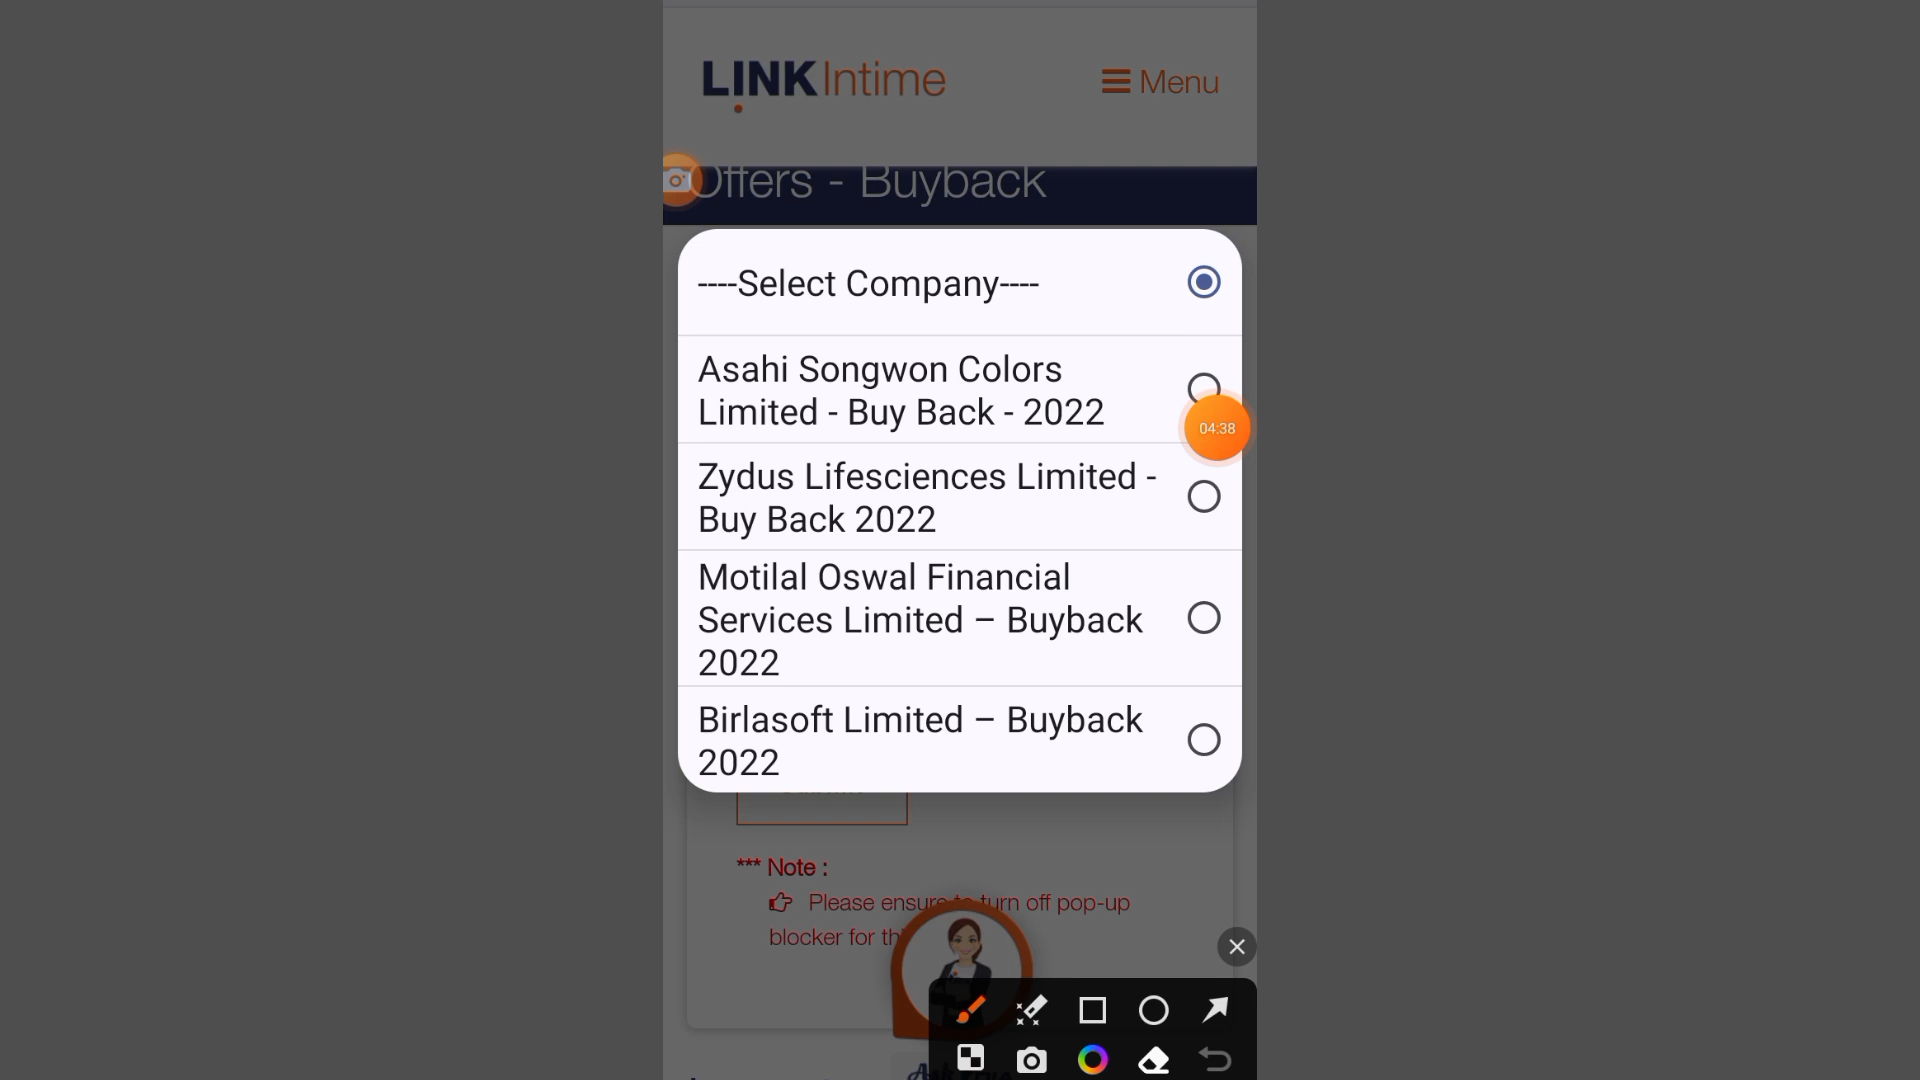 LINKIntime
Menu
Offers - Buyback
----Select Company----
Asahi Songwon Colors
Limited - Buy Back - 2022
04:38
Zydus Lifesciences Limited -
Buy Back 2022
Motilal Oswal Financial
Services Limited – Buyback
2022
Birlasoft Limited – Buyback
2022
*** Note :
Please ensure to turn off pop-up
blocker for